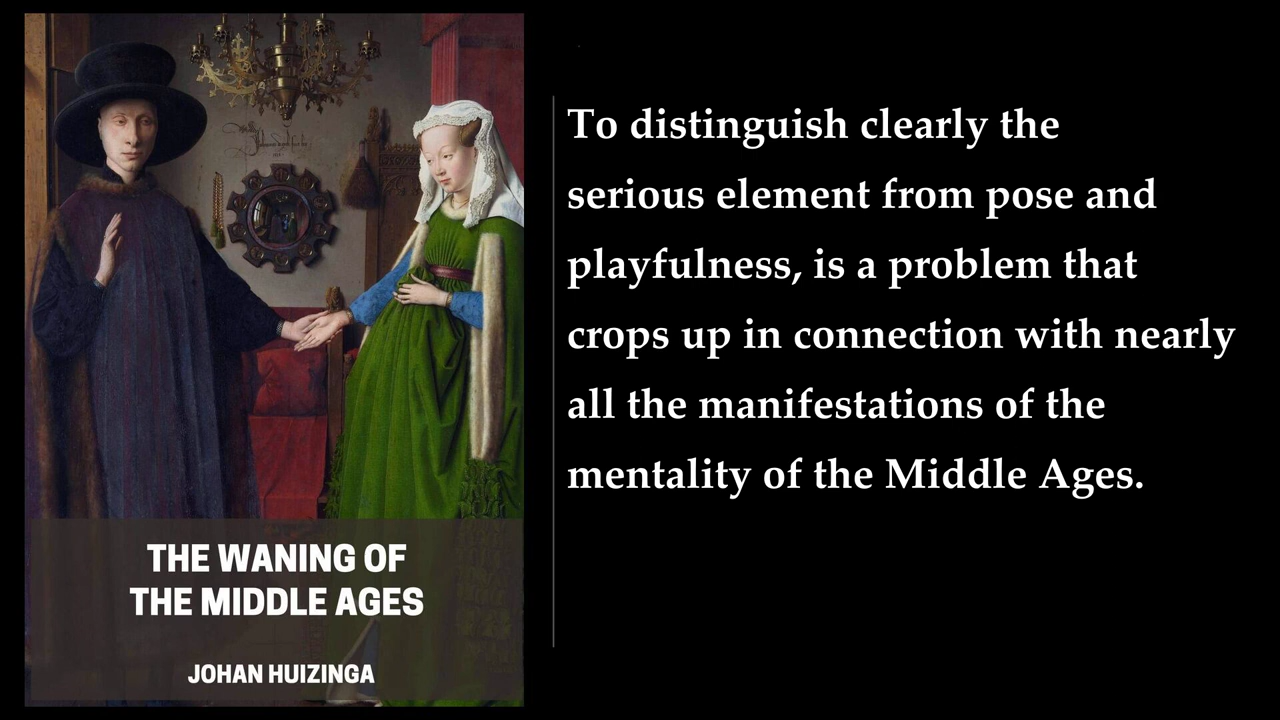 THE WANING OF
THE MIDDLE AGES
JOHAN HUIZINGA
To distinguish clearly the
serious element from pose and
playfulness, is a problem that
crops up in connection with nearly
all the manifestations of the
mentality of the Middle Ages.